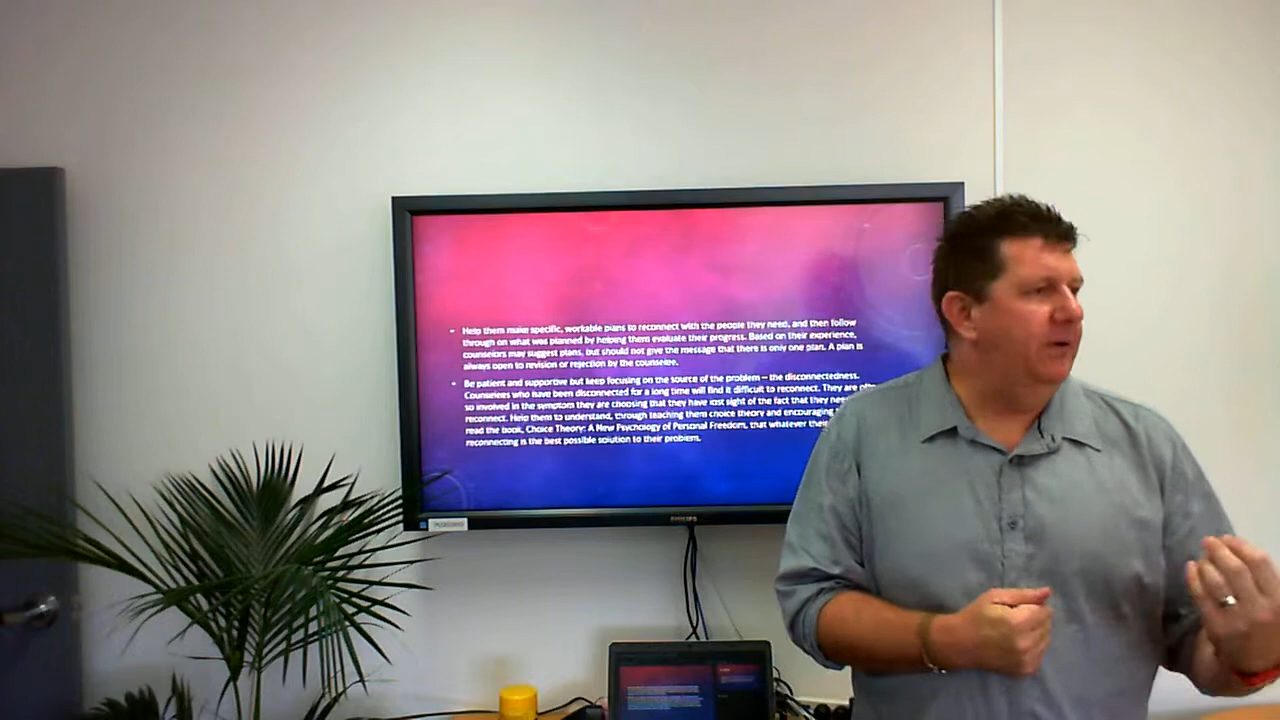 Help them make specific, workable plans to reconnect with the people they need, and then follow
through on what was planned by helping them evaluate their progress. Based on their experience,
counselors may suggest plans, but should not give the message that there is only one plan. A plan is
always open to revision or rejection by the counselee.
Be patient and supportive but keep focusing on the source of the problem – the disconnectedness.
Counselees who have been disconnected for a long time will find it difficult to reconnect. They are
so involved in the symptom they are choosing that they have lost sight of the fact that they
reconnect. Help them to understand, through teaching them choice theory and encouraging
read the book, Choice Theory: A New Psychology of Personal Freedom, that whatever their
reconnecting is the best possible solution to their problem.
PHILIPS